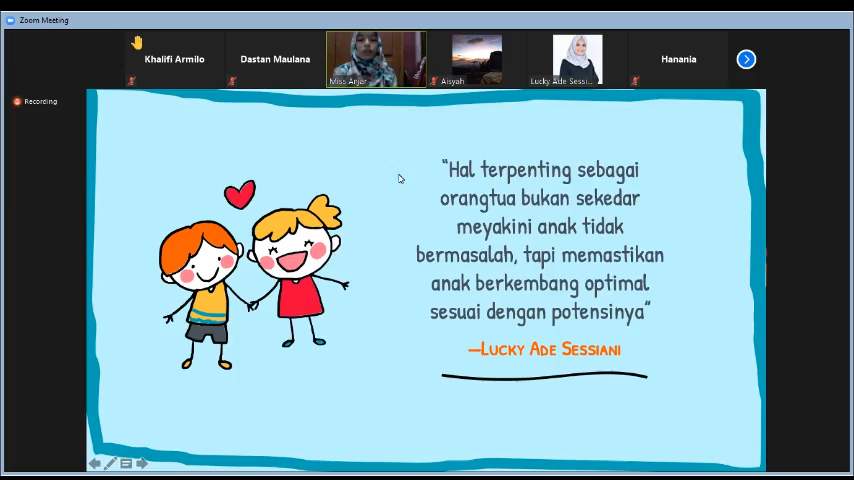 Zoom Meeting
Khalifi Armilo
Dastan Maulana
Miss Anjar
Aisyah
Lucky Ade Sessi...
Hanania
Recording
"Hal terpenting sebagai
orangtua bukan sekedar
meyakini anak tidak
bermasalah, tapi memastikan
anak berkembang optimal
sesuai dengan potensinya"
—Lucky Ade Sessiani